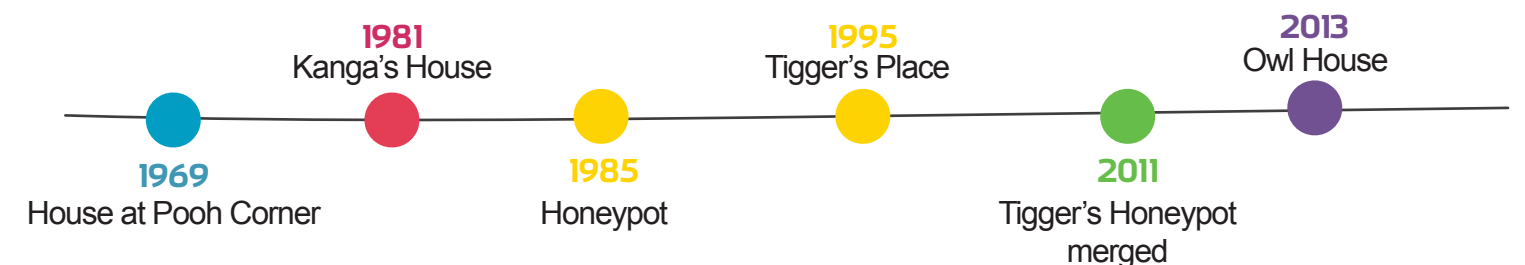 1969
House at Pooh Corner
1981
Kanga's House
1985
Honeypot
1995
Tigger's Place
2011
Tigger's Honeypot
merged
2013
Owl House